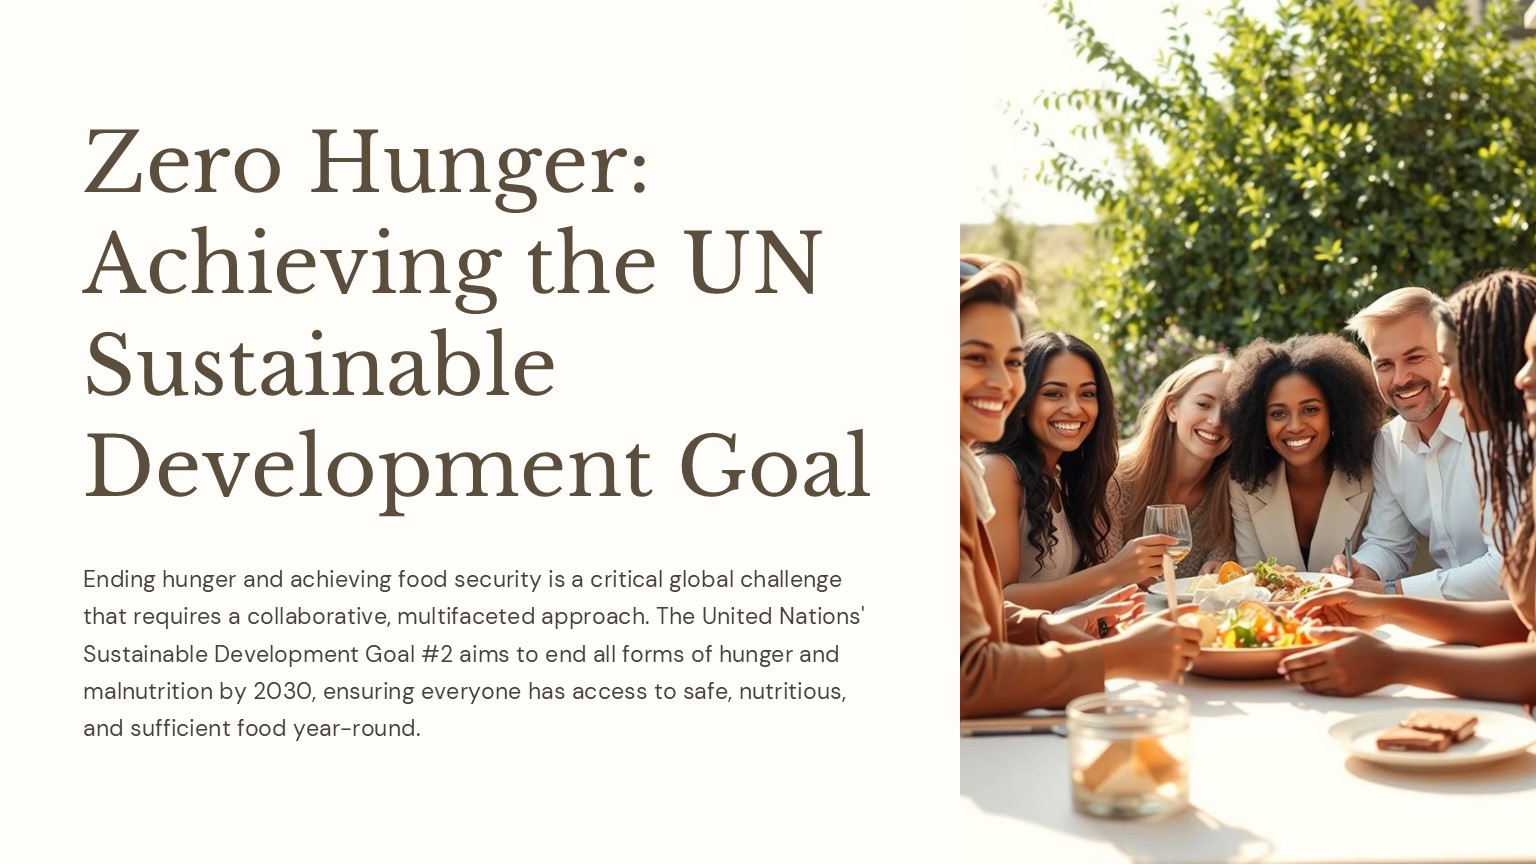 Zero Hunger:
Achieving the UN
Sustainable
Development Goal
Ending hunger and achieving food security is a critical global challenge
that requires a collaborative, multifaceted approach. The United Nations'
Sustainable Development Goal #2 aims to end all forms of hunger and
malnutrition by 2030, ensuring everyone has access to safe, nutritious,
and sufficient food year-round.